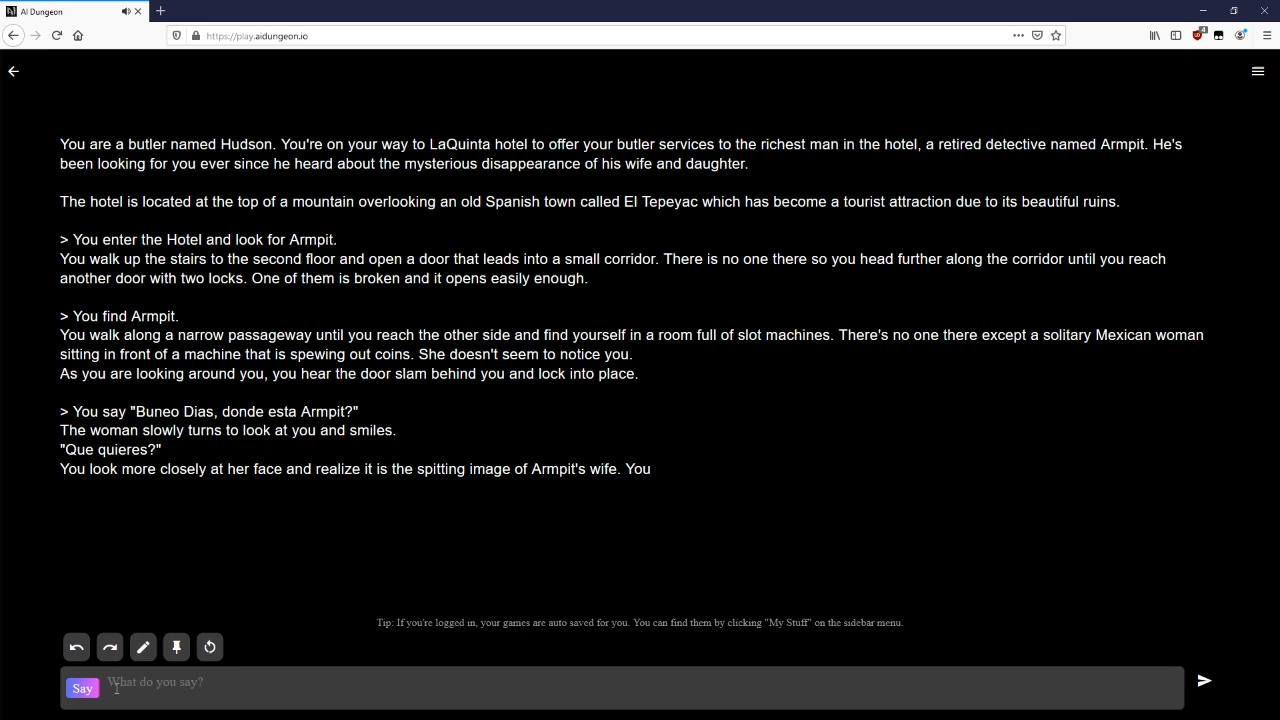 AI Dungeon
https://play.aidungeon.io
You are a butler named Hudson. You're on your way to LaQuinta hotel to offer your butler services to the richest man in the hotel, a retired detective named Armpit. He's
been looking for you ever since he heard about the mysterious disappearance of his wife and daughter.
The hotel is located at the top of a mountain overlooking an old Spanish town called El Tepeyac which has become a tourist attraction due to its beautiful ruins.
> You enter the Hotel and look for Armpit.
You walk up the stairs to the second floor and open a door that leads into a small corridor. There is no one there so you head further along the corridor until you reach
another door with two locks. One of them is broken and it opens easily enough.
> You find Armpit.
You walk along a narrow passageway until you reach the other side and find yourself in a room full of slot machines. There's no one there except a solitary Mexican woman
sitting in front of a machine that is spewing out coins. She doesn't seem to notice you.
As you are looking around you, you hear the door slam behind you and lock into place.
> You say "Buneo Dias, donde esta Armpit?"
The woman slowly turns to look at you and smiles.
"Que quieres?"
You look more closely at her face and realize it is the spitting image of Armpit's wife. You
Tip: If you're logged in, your games are auto saved for you. You can find them by clicking "My Stuff" on the sidebar menu.
Say What do you say?